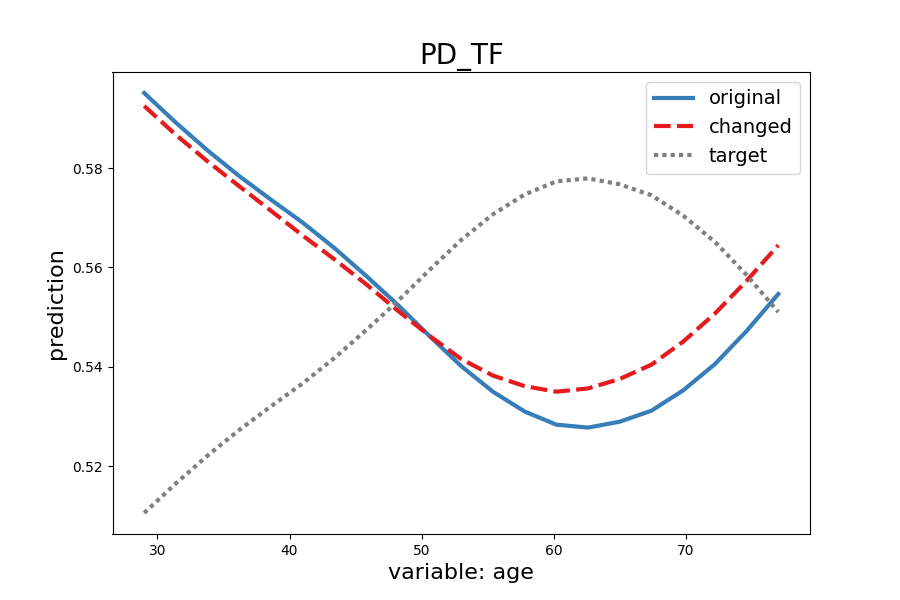 PD_TF
original
changed
target
prediction
0.58
0.56
0.54
0.52
30 40 50 60 70
variable: age